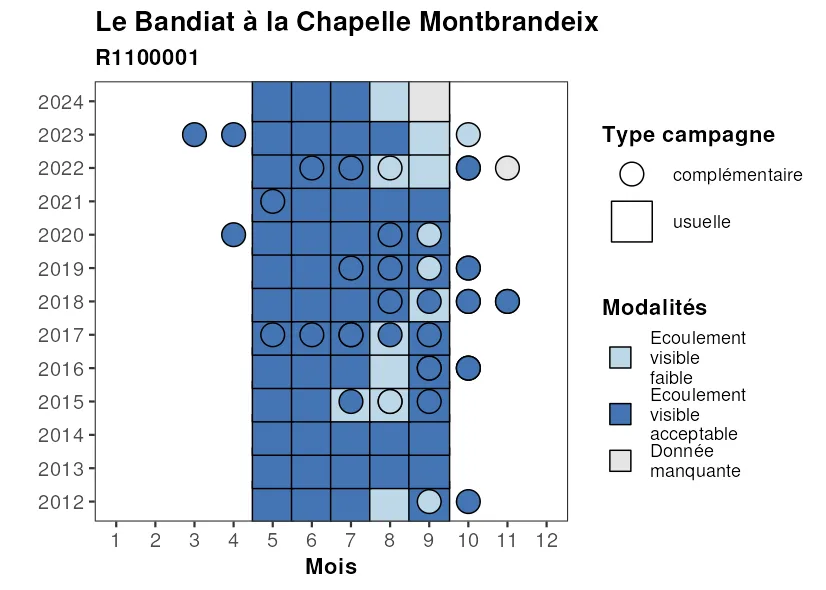 Le Bandiat à la Chapelle Montbrandeix
R1100001
2024
2023
2022
2021
2020
2019
2018
2017
2016
2015
2014
2013
2012
1 2 3 4 5 6 7 8 9 10 11 12
Mois
Type campagne
complémentaire
usuelle
Modalités
Ecoulement
visible
faible
Ecoulement
visible
acceptable
Donnée
manquante